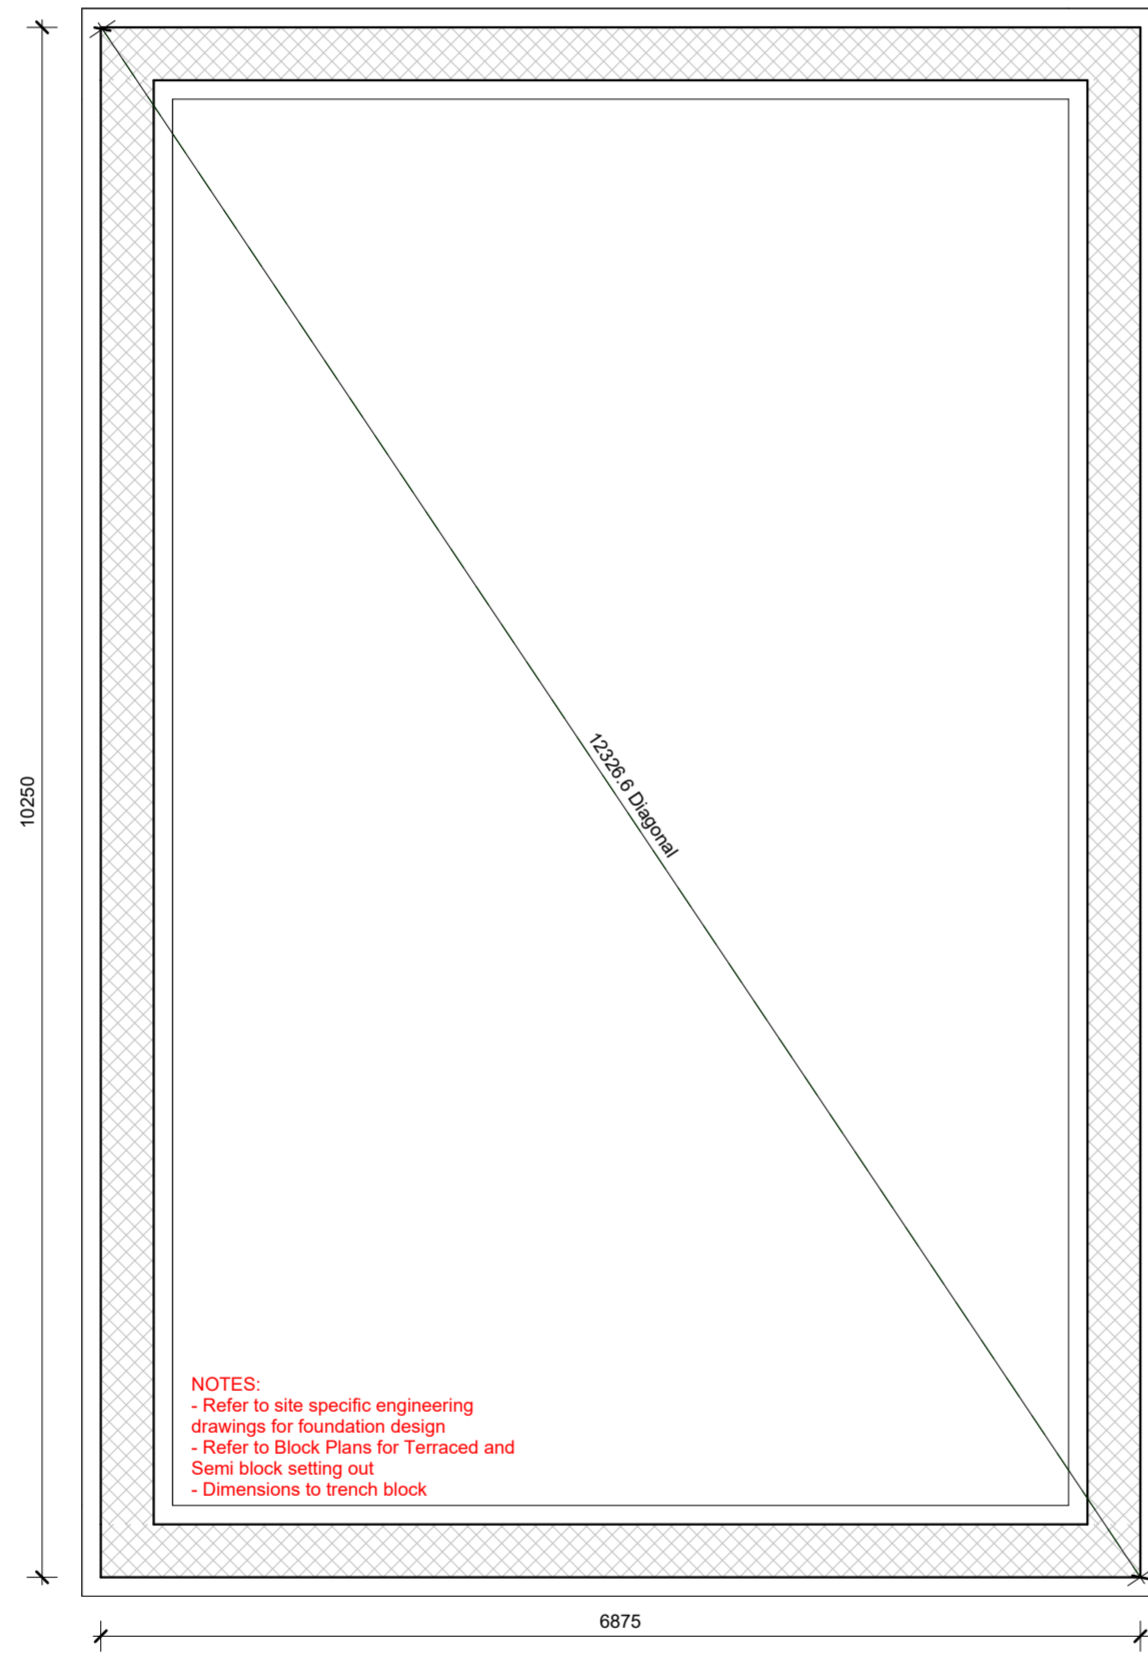 10250
12326.6 Diagonal
NOTES:
- Refer to site specific engineering
drawings for foundation design
- Refer to Block Plans for Terraced and
Semi block setting out
- Dimensions to trench block
6875